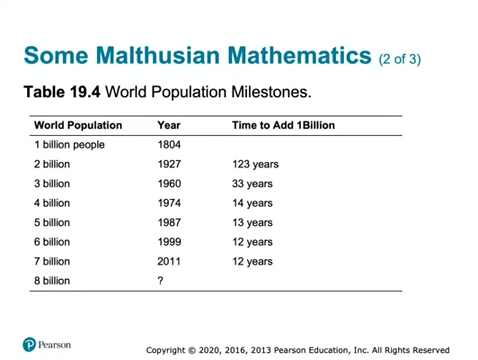 Some Malthusian Mathematics (2 of 3)
Table 19.4 World Population Milestones.
World Population Year Time to Add 1Billion
1 billion people 1804
2 billion 1927 123 years
3 billion 1960 33 years
4 billion 1974 14 years
5 billion 1987 13 years
6 billion 1999 12 years
7 billion 2011 12 years
8 billion ?
P Pearson
Copyright © 2020, 2016, 2013 Pearson Education, Inc. All Rights Reserved